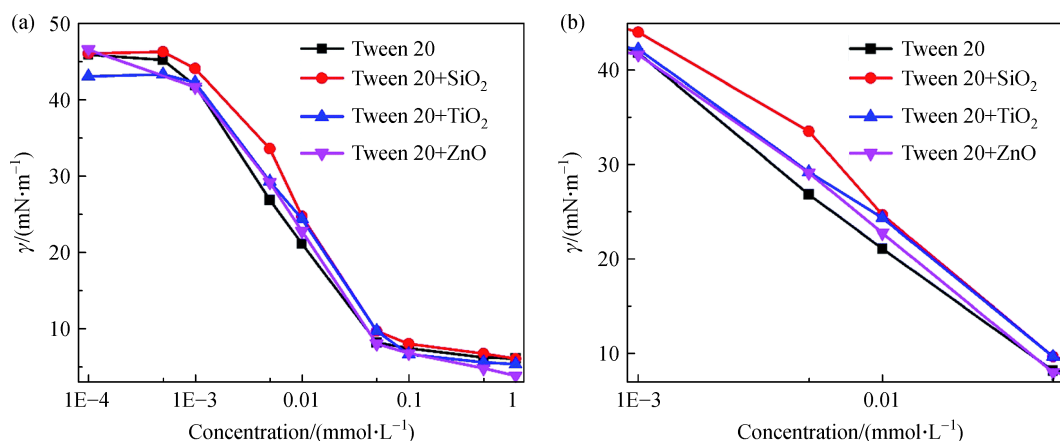 (a)
50
40
30
20
10
γ/(mN·m⁻¹)
Tween 20
Tween 20+SiO₂
Tween 20+TiO₂
Tween 20+ZnO
1E−4
1E−3
0.01
0.1
1
Concentration/(mmol·L⁻¹)
(b)
40
30
20
10
γ/(mN·m⁻¹)
Tween 20
Tween 20+SiO₂
Tween 20+TiO₂
Tween 20+ZnO
1E−3
0.01
Concentration/(mmol·L⁻¹)